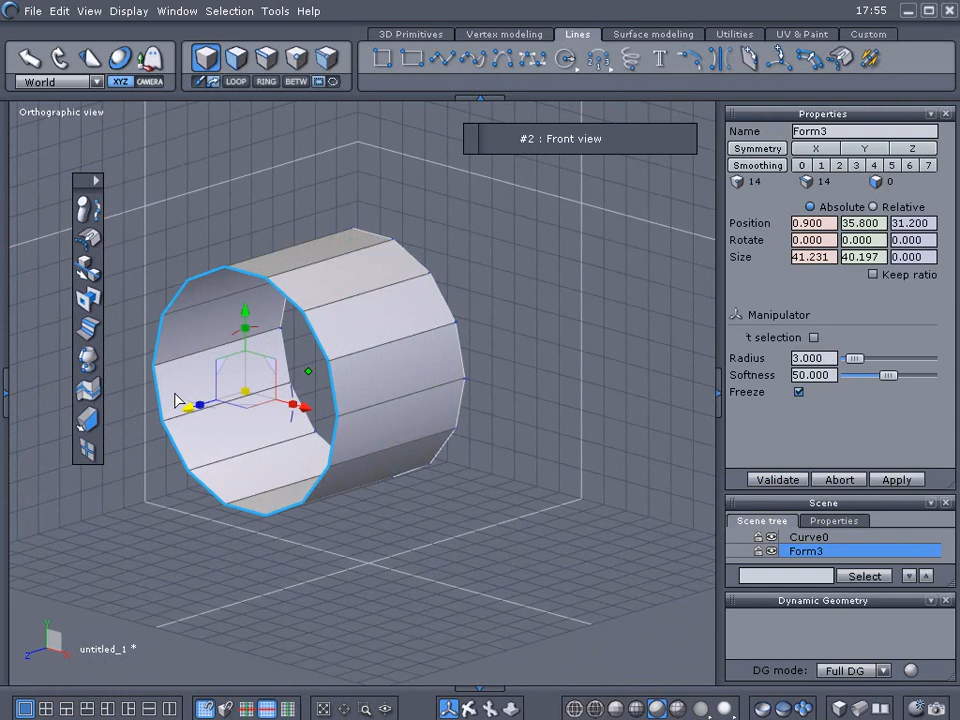 File Edit View Display Window Selection Tools Help 17:55
3D Primitives Vertex modeling Lines Surface modeling Utilities UV & Paint Custom
World XYZ CAMERA LOOP RING BETW
T
Orthographic view
#2 : Front view
Properties
Name Form3
Symmetry X Y Z
Smoothing 0 1 2 3 4 5 6 7
14 14 0
Absolute Relative
Position 0.900 35.800 31.200
Rotate 0.000 0.000 0.000
Size 41.231 40.197 0.000
Keep ratio
Manipulator
't selection
Radius 3.000
Softness 50.000
Freeze
Validate Abort Apply
Scene
Scene tree Properties
Curve0
Form3
Select
Dynamic Geometry
DG mode: Full DG
Y
Z X
untitled_1 *